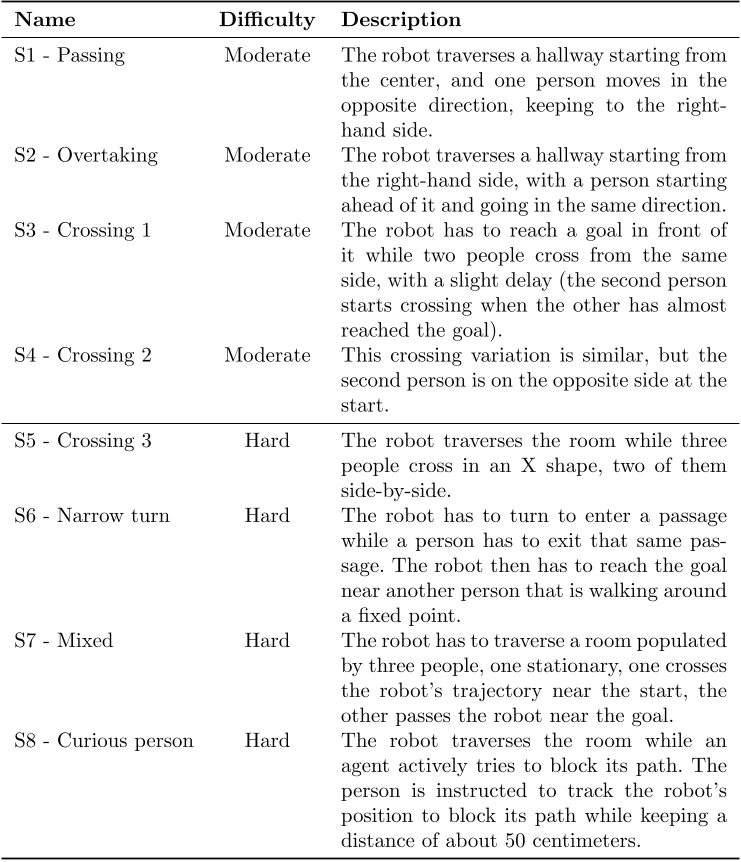 Name Difficulty Description
S1 - Passing Moderate The robot traverses a hallway starting from
the center, and one person moves in the
opposite direction, keeping to the right-
hand side.
S2 - Overtaking Moderate The robot traverses a hallway starting from
the right-hand side, with a person starting
ahead of it and going in the same direction.
S3 - Crossing 1 Moderate The robot has to reach a goal in front of
it while two people cross from the same
side, with a slight delay (the second person
starts crossing when the other has almost
reached the goal).
S4 - Crossing 2 Moderate This crossing variation is similar, but the
second person is on the opposite side at the
start.
S5 - Crossing 3 Hard The robot traverses the room while three
people cross in an X shape, two of them
side-by-side.
S6 - Narrow turn Hard The robot has to turn to enter a passage
while a person has to exit that same pas-
sage. The robot then has to reach the goal
near another person that is walking around
a fixed point.
S7 - Mixed Hard The robot has to traverse a room populated
by three people, one stationary, one crosses
the robot's trajectory near the start, the
other passes the robot near the goal.
S8 - Curious person Hard The robot traverses the room while an
agent actively tries to block its path. The
person is instructed to track the robot's
position to block its path while keeping a
distance of about 50 centimeters.